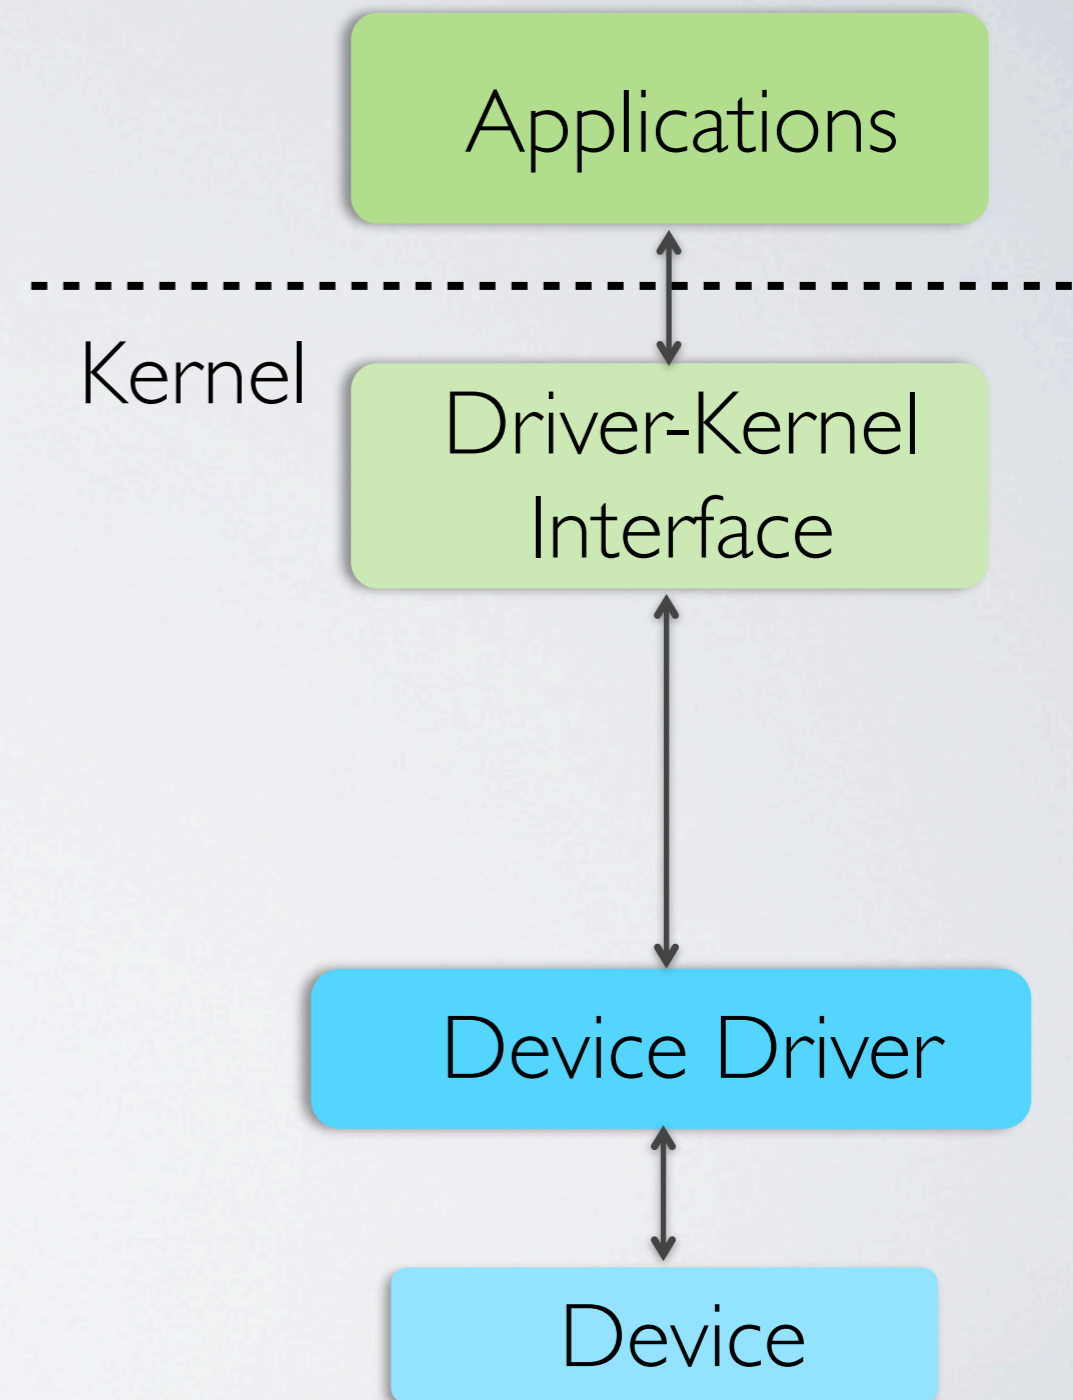 Applications
Kernel
Driver-Kernel
Interface
Device Driver
Device